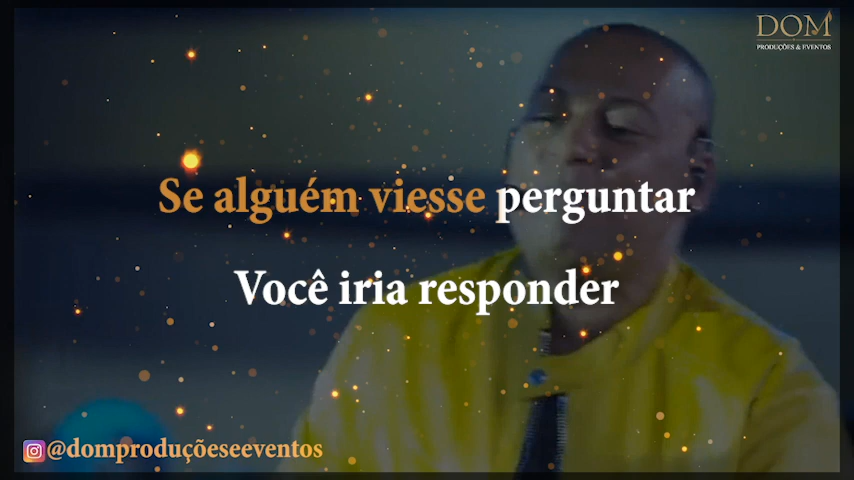 DOM
PRODUÇÕES & EVENTOS
Se alguém viesse perguntar
Você iria responder
@domproduçõeseeventos